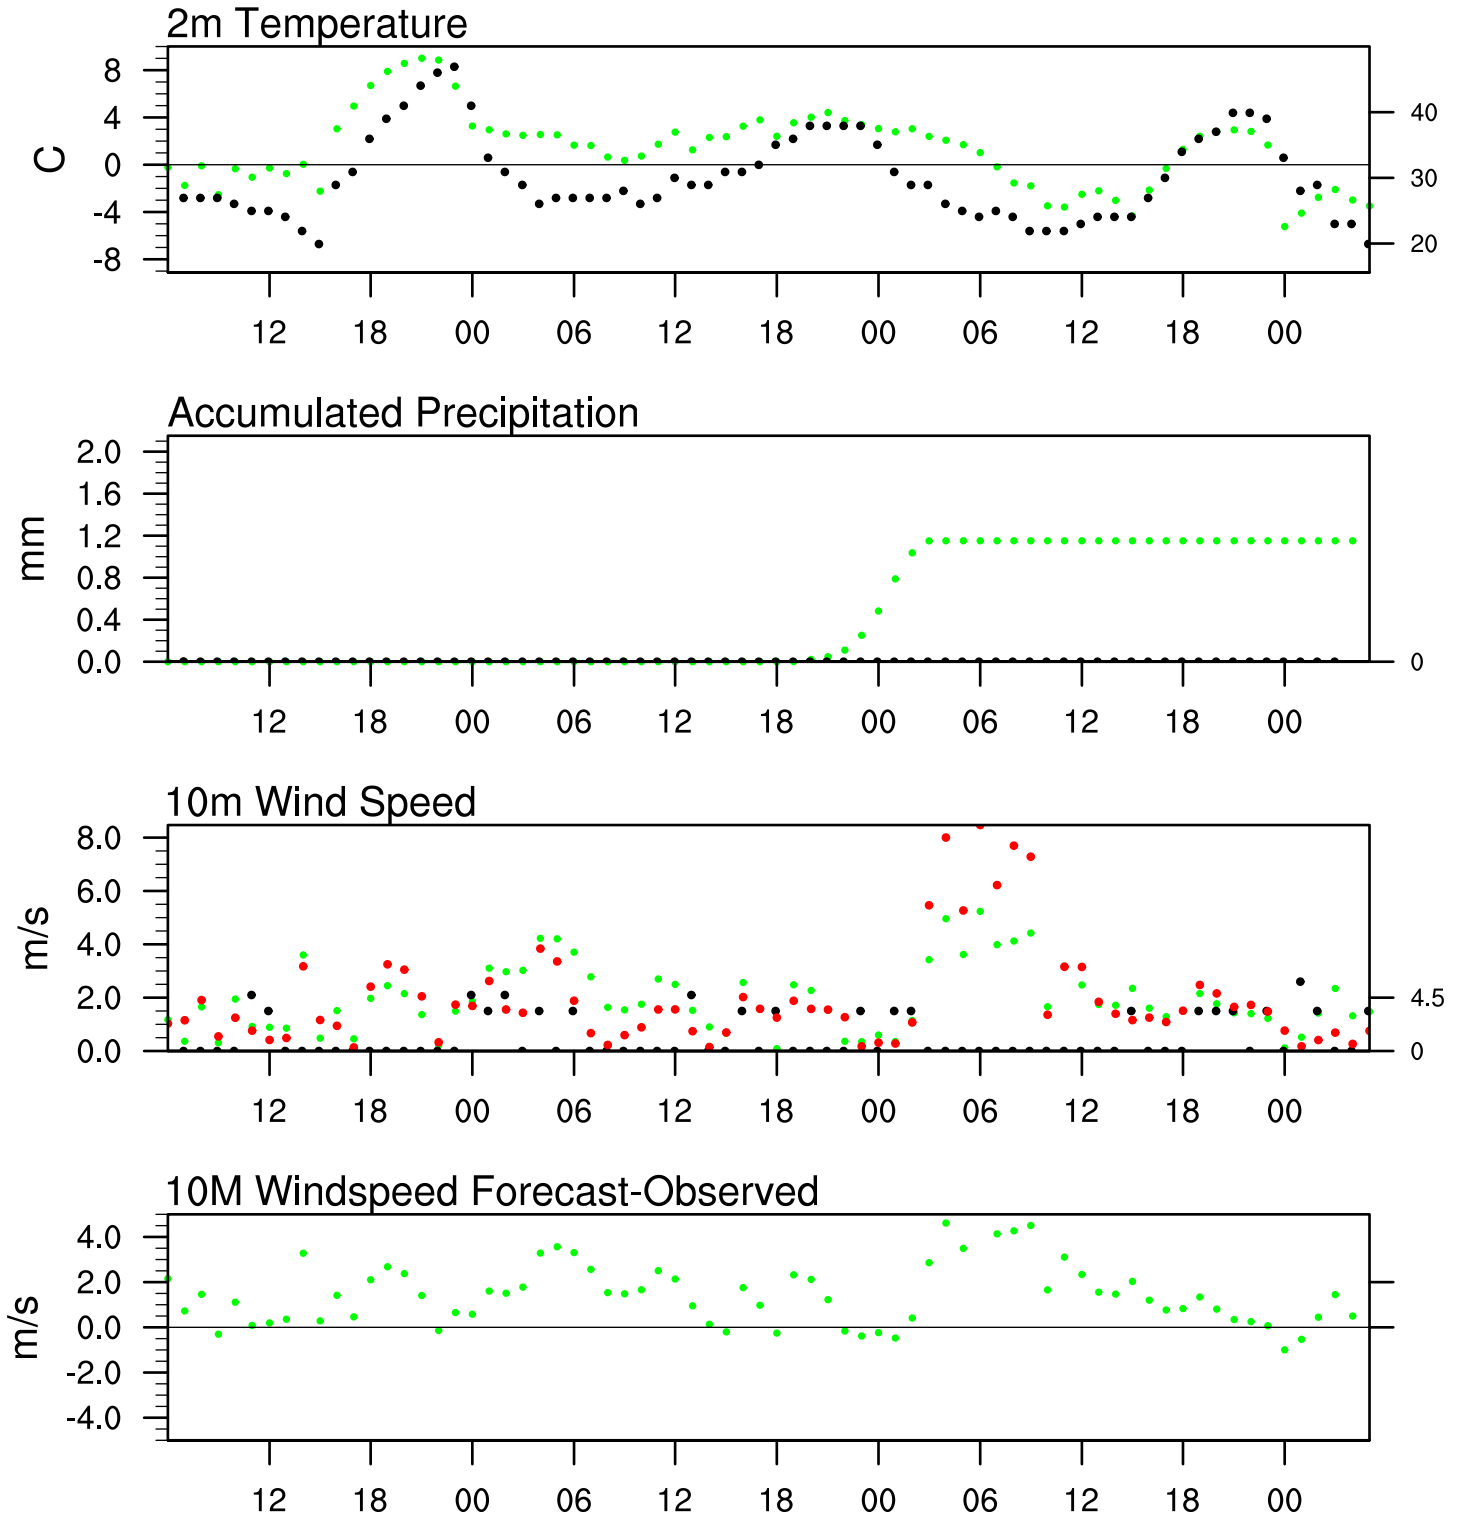 2m Temperature
8
4
0
-4
-8
C
40
30
20
12 18 00 06 12 18 00 06 12 18 00
Accumulated Precipitation
2.0
1.6
1.2
0.8
0.4
0.0
mm
0
12 18 00 06 12 18 00 06 12 18 00
10m Wind Speed
8.0
6.0
4.0
2.0
0.0
m/s
4.5
0
12 18 00 06 12 18 00 06 12 18 00
10M Windspeed Forecast-Observed
4.0
2.0
0.0
-2.0
-4.0
m/s
12 18 00 06 12 18 00 06 12 18 00